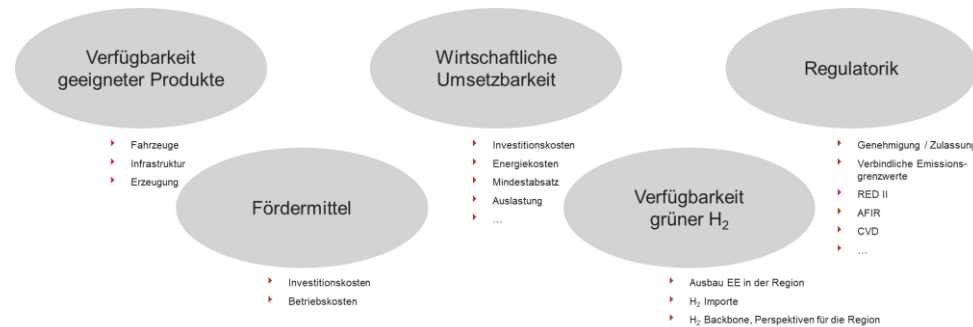 Verfügbarkeit
geeigneter Produkte
Fahrzeuge
Infrastruktur
Erzeugung
Fördermittel
Investitionskosten
Betriebskosten
Wirtschaftliche
Umsetzbarkeit
Investitionskosten
Energiekosten
Mindestabsatz
Auslastung
…
Verfügbarkeit
grüner H₂
Ausbau EE in der Region
H₂ Importe
H₂ Backbone, Perspektiven für die Region
Regulatorik
Genehmigung / Zulassung
Verbindliche Emissions-
grenzwerte
RED II
AFIR
CVD
…